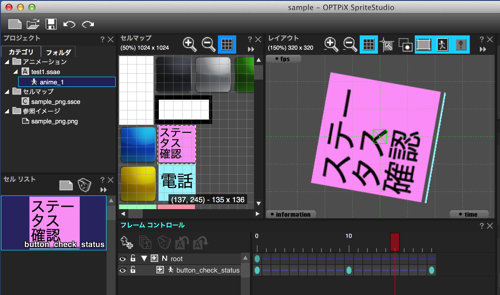 sample – OPTPiX SpriteStudio
プロジェクト
カテゴリ フォルダ
アニメーション
test1.ssae
anime_1
セルマップ
sample_png.ssce
参照イメージ
sample_png.png
セル リスト
ステー
タス
確認
button_check_status
セルマップ
(50%) 1024 x 1024
ステー
タス
確認
電話
(137, 245) - 135 x 136
レイアウト
(150%) 320 x 320
fps
ステー
タス
確認
information
time
フレーム コントロール
0
10
N root
button_check_status